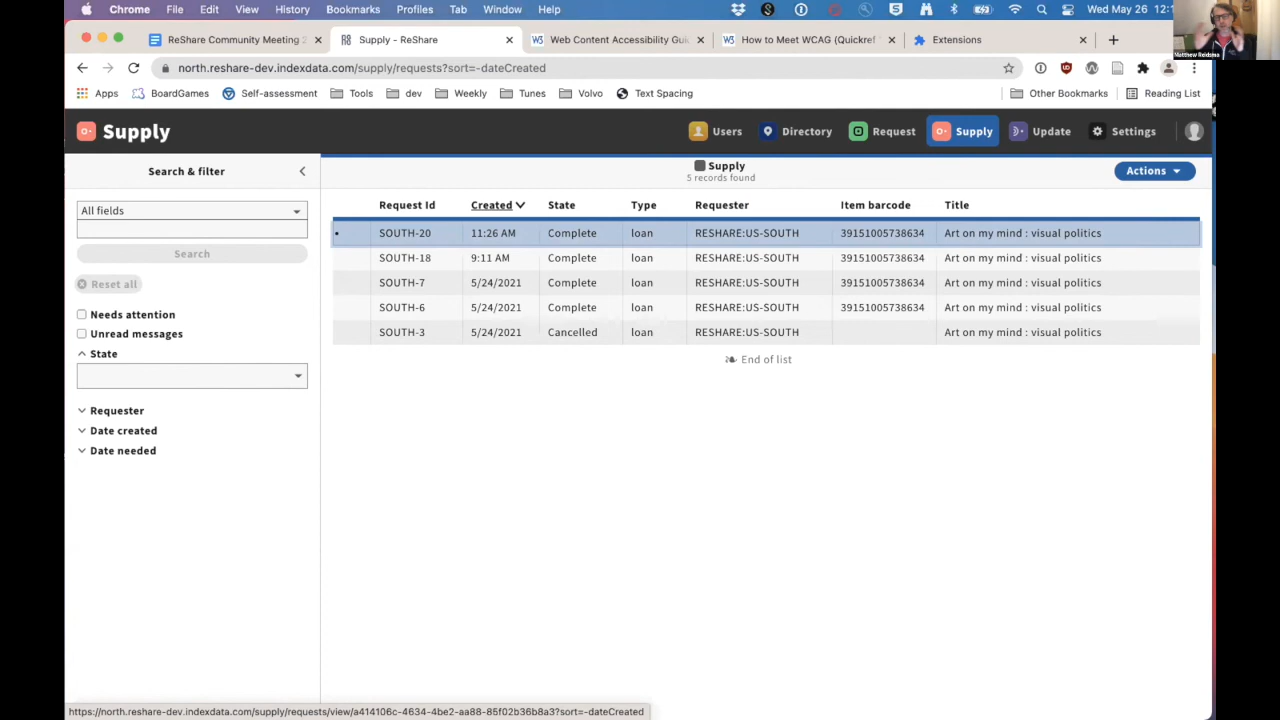 Chrome File Edit View History Bookmarks Profiles Tab Window Help Wed May 26 12:1
Matthew Reidsma
ReShare Community Meeting 2 Supply - ReShare Web Content Accessibility Gui How to Meet WCAG (Quickref Extensions
north.reshare-dev.indexdata.com/supply/requests?sort=-dateCreated
Apps BoardGames Self-assessment Tools dev Weekly Tunes Volvo Text Spacing Other Bookmarks Reading List
Supply Users Directory Request Supply Update Settings
Search & filter
Supply
5 records found
Actions
All fields
Search
Reset all
Needs attention
Unread messages
State
Requester
Date created
Date needed
Request Id Created State Type Requester Item barcode Title
SOUTH-20 11:26 AM Complete loan RESHARE:US-SOUTH 39151005738634 Art on my mind : visual politics
SOUTH-18 9:11 AM Complete loan RESHARE:US-SOUTH 39151005738634 Art on my mind : visual politics
SOUTH-7 5/24/2021 Complete loan RESHARE:US-SOUTH 39151005738634 Art on my mind : visual politics
SOUTH-6 5/24/2021 Complete loan RESHARE:US-SOUTH 39151005738634 Art on my mind : visual politics
SOUTH-3 5/24/2021 Cancelled loan RESHARE:US-SOUTH Art on my mind : visual politics
End of list
https://north.reshare-dev.indexdata.com/supply/requests/view/a414106c-4634-4be2-aa88-85f02b36b8a3?sort=-dateCreated